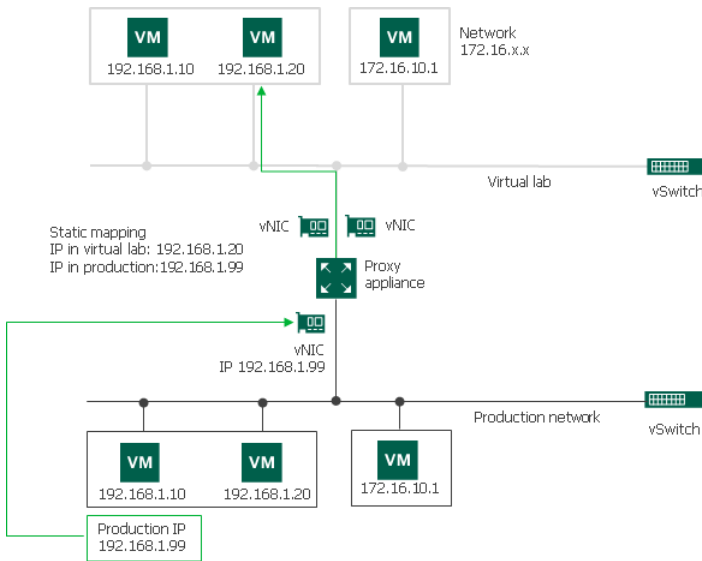 VM
192.168.1.10
VM
192.168.1.20
VM
172.16.10.1
Network
172.16.x.x
Virtual lab
vSwitch
vNIC
vNIC
Static mapping
IP in virtual lab: 192.168.1.20
IP in production:192.168.1.99
Proxy
appliance
vNIC
IP 192.168.1.99
Production network
vSwitch
VM
192.168.1.10
VM
192.168.1.20
VM
172.16.10.1
Production IP
192.168.1.99